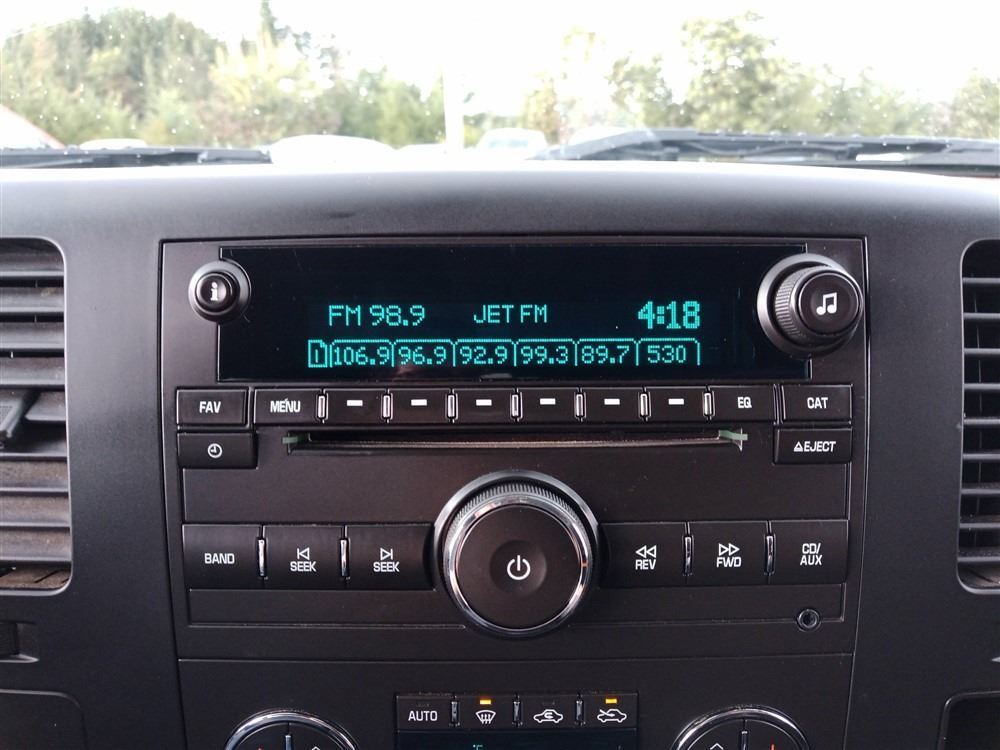 FM 98.9 JET FM 4:18
1 106.9 96.9 92.9 99.3 89.7 530
FAV MENU EQ CAT
EJECT
BAND SEEK SEEK REV FWD CD/AUX
AUTO